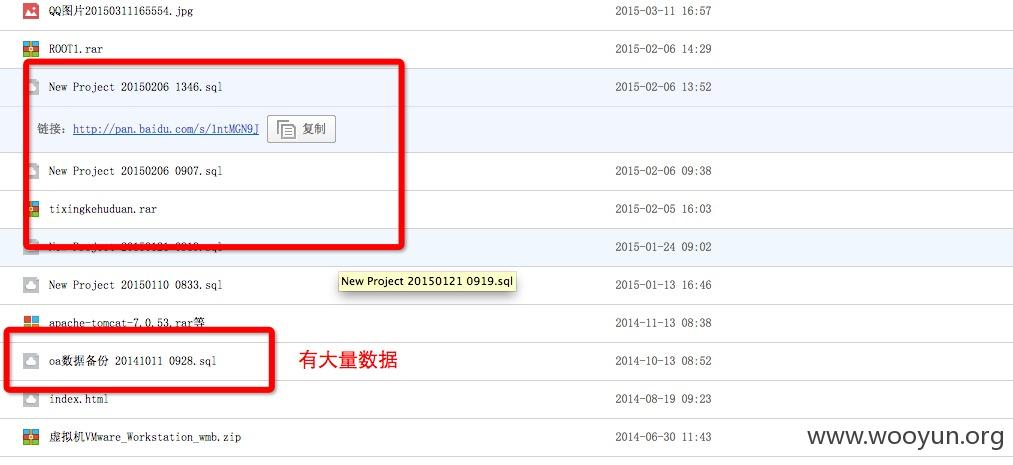 QQ图片20150311165554.jpg 2015-03-11 16:57
ROOT1.rar 2015-02-06 14:29
New Project 20150206 1346.sql 2015-02-06 13:52
链接: http://pan.baidu.com/s/1ntMGN9J 复制
New Project 20150206 0907.sql 2015-02-06 09:38
tixingkehuduan.rar 2015-02-05 16:03
New Project 20150121 0919.sql 2015-01-24 09:02
New Project 20150121 0919.sql
New Project 20150110 0833.sql 2015-01-13 16:46
apache-tomcat-7.0.53.rar等 2014-11-13 08:38
oa数据备份 20141011 0928.sql 有大量数据 2014-10-13 08:52
index.html 2014-08-19 09:23
虚拟机VMware_Workstation_wmb.zip 2014-06-30 11:43
www.wooyun.org